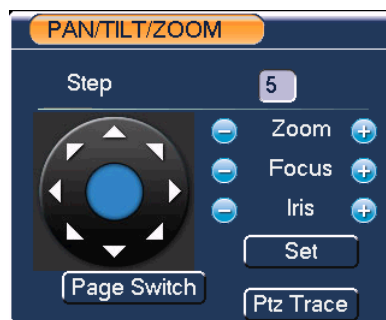 PAN/TILT/ZOOM
Step 5
Zoom
Focus
Iris
Set
Page Switch
Ptz Trace